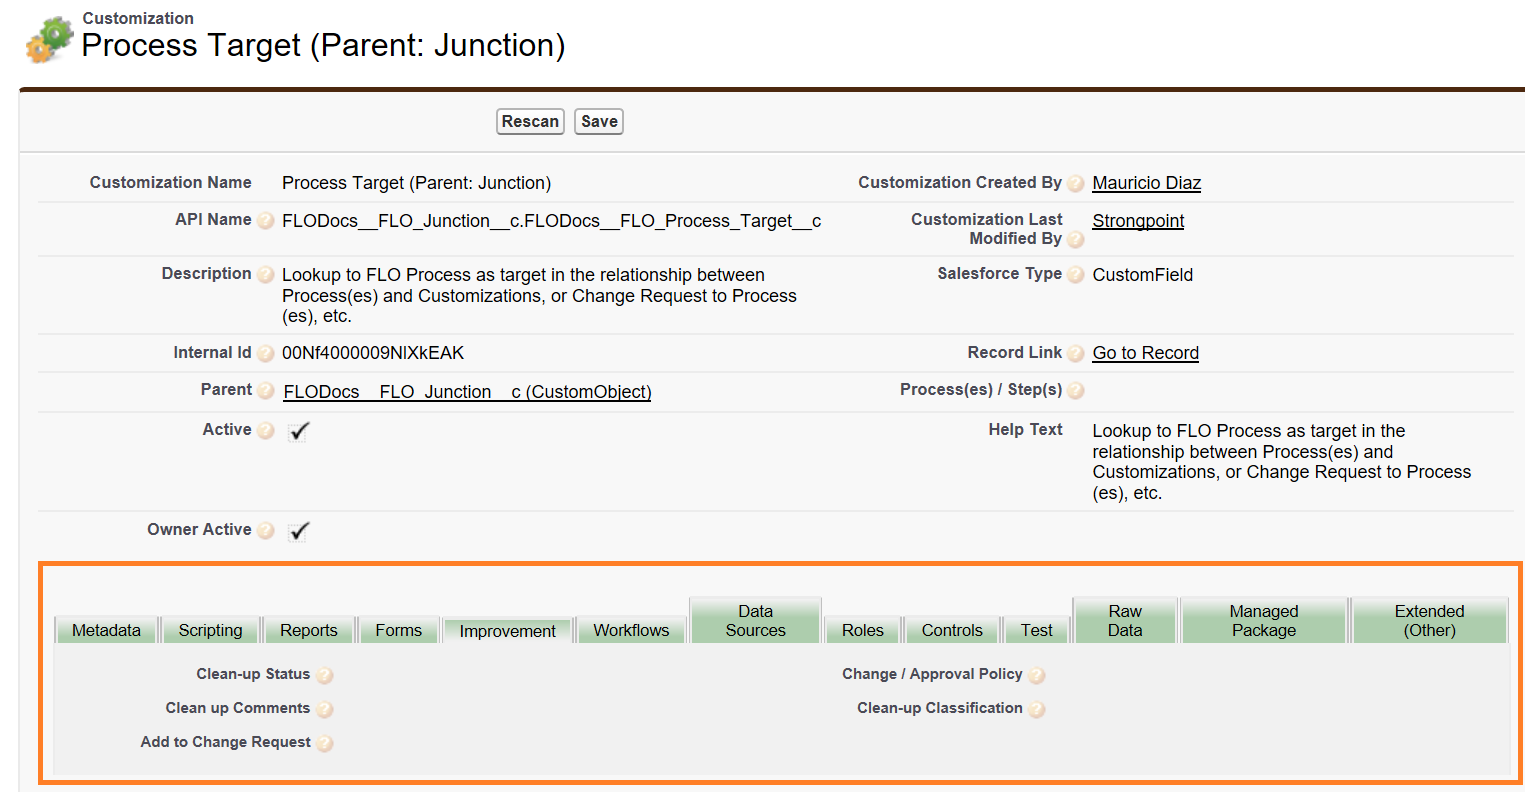 Customization
Process Target (Parent: Junction)
Rescan Save
Customization Name Process Target (Parent: Junction) Customization Created By ? Mauricio Diaz
API Name ? FLODocs__FLO_Junction__c.FLODocs__FLO_Process_Target__c Customization Last
Modified By ? Strongpoint
Description ? Lookup to FLO Process as target in the relationship between Salesforce Type ? CustomField
Process(es) and Customizations, or Change Request to Process
(es), etc.
Internal Id ? 00Nf4000009NlXkEAK Record Link ? Go to Record
Parent ? FLODocs__FLO_Junction__c (CustomObject) Process(es) / Step(s) ?
Active ? Help Text Lookup to FLO Process as target in the
relationship between Process(es) and
Customizations, or Change Request to Process
(es), etc.
Owner Active ?
Metadata Scripting Reports Forms Improvement Workflows Data Sources Roles Controls Test Raw Data Managed Package Extended (Other)
Clean-up Status ? Change / Approval Policy ?
Clean up Comments ? Clean-up Classification ?
Add to Change Request ?